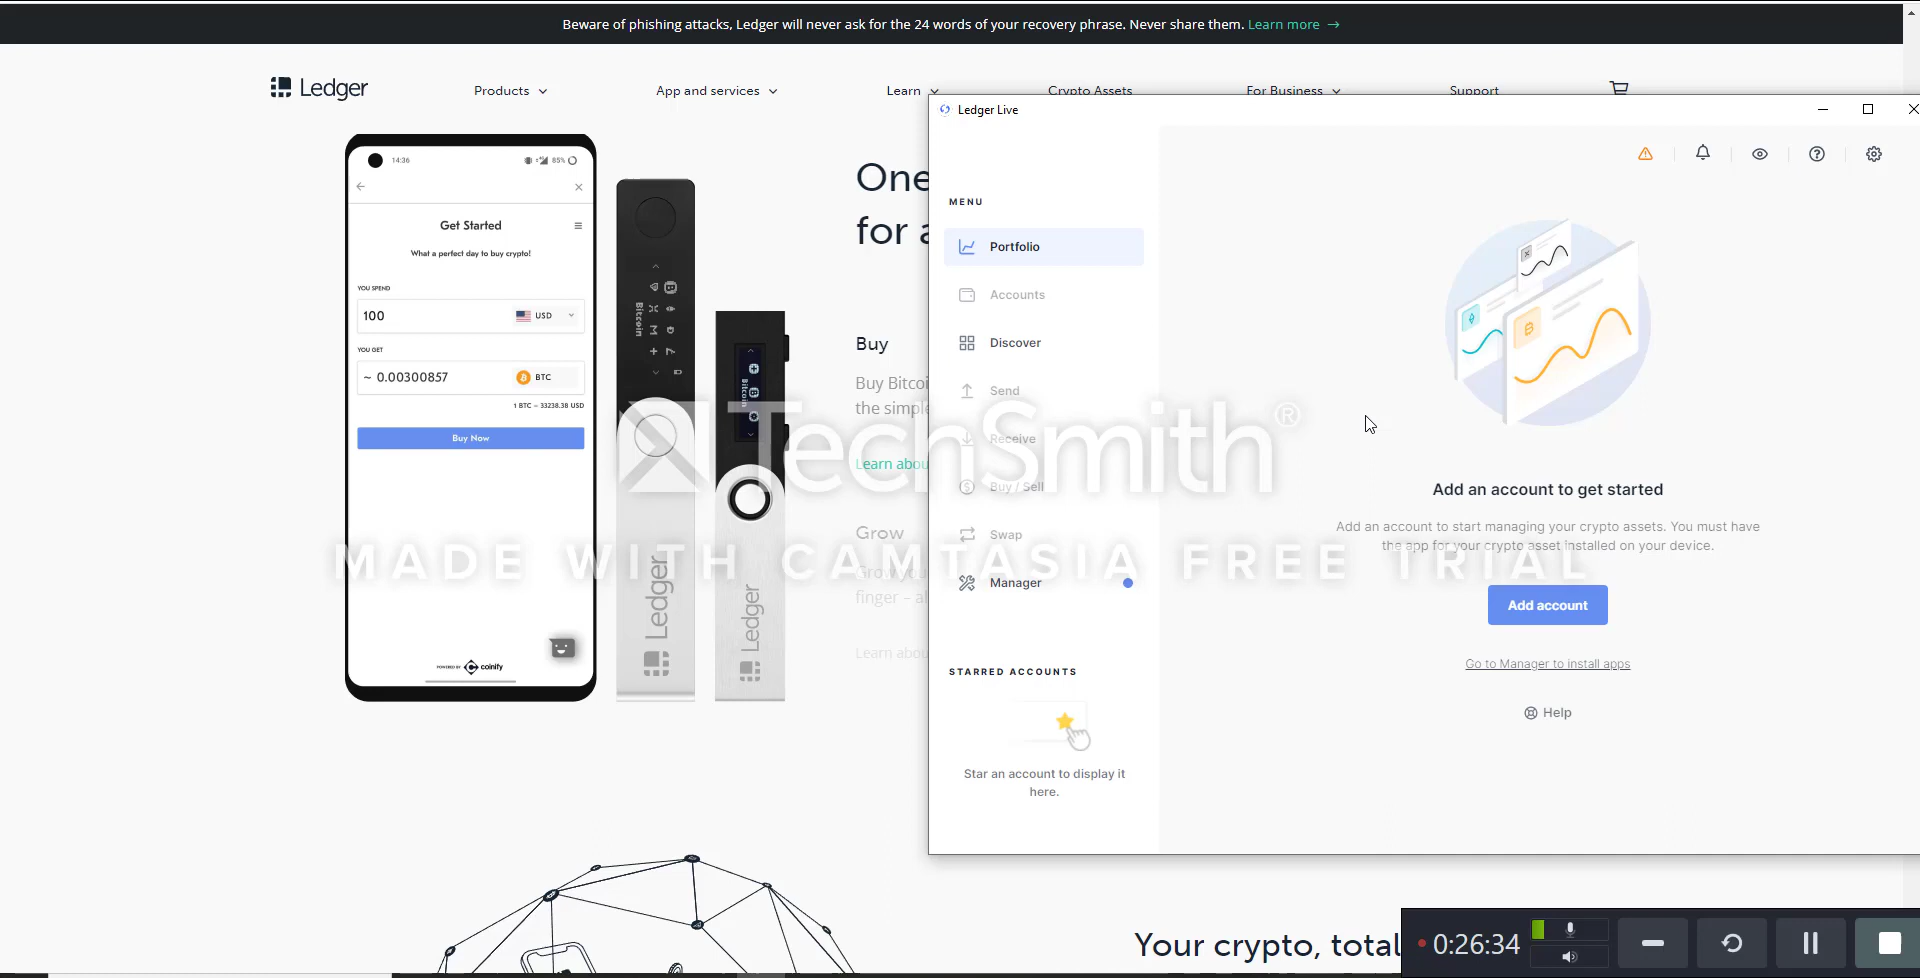 Beware of phishing attacks, Ledger will never ask for the 24 words of your recovery phrase. Never share them. Learn more →
Ledger
Products
App and services
Learn
Crypto Assets
For Business
Support
14:36
85%
Get Started
What a perfect day to buy crypto!
YOU SPEND
100
USD
YOU GET
~ 0.00300857
BTC
1 BTC ~ 33238.38 USD
Buy Now
POWERED BY coinify
Bitcoin
Ledger
Bitcoin
Ledger
One
for a
Buy
Buy Bitcoi
the simple
Learn abou
Grow
Grow you
finger – al
Learn abou
Ledger Live
MENU
Portfolio
Accounts
Discover
Send
Receive
Buy / Sell
Swap
Manager
STARRED ACCOUNTS
Star an account to display it
here.
Add an account to get started
Add an account to start managing your crypto assets. You must have
the app for your crypto asset installed on your device.
Add account
Go to Manager to install apps
Help
TechSmith®
MADE WITH CAMTASIA FREE TRIAL
Your crypto, total
0:26:34